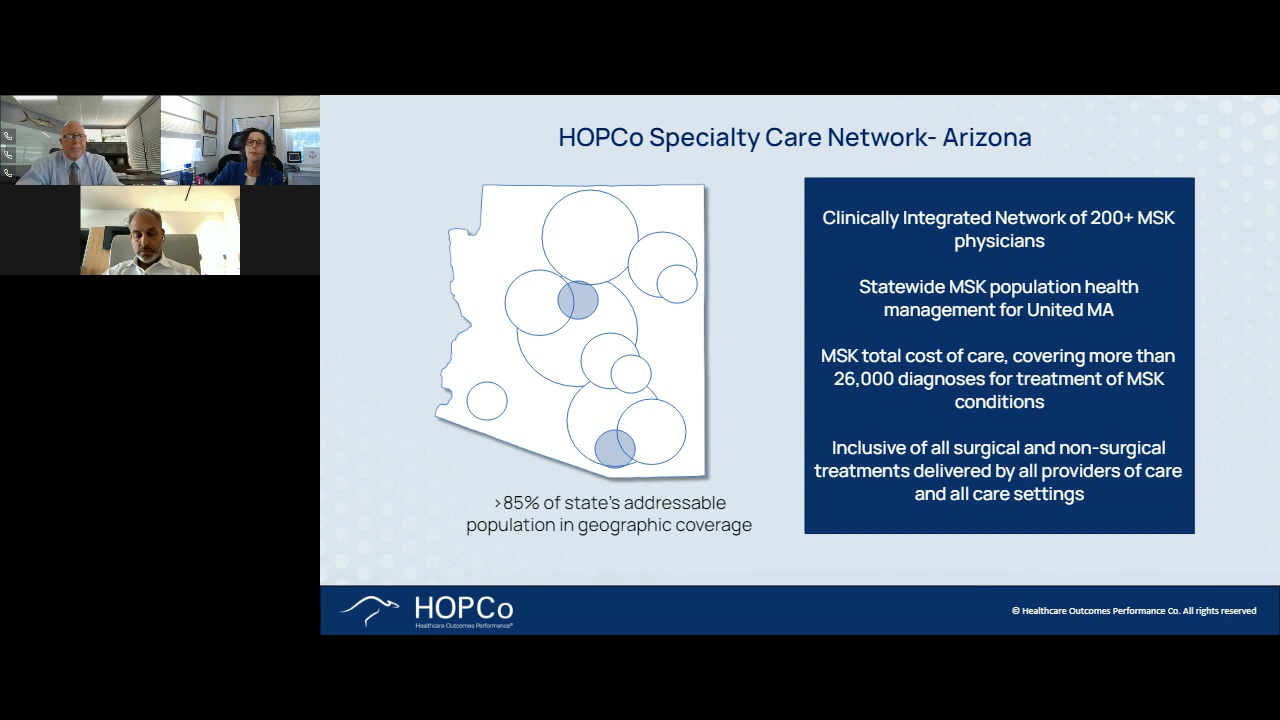 HOPCo Specialty Care Network- Arizona
Clinically Integrated Network of 200+ MSK
physicians
Statewide MSK population health
management for United MA
MSK total cost of care, covering more than
26,000 diagnoses for treatment of MSK
conditions
Inclusive of all surgical and non-surgical
treatments delivered by all providers of care
and all care settings
>85% of state's addressable
population in geographic coverage
HOPCo
Healthcare Outcomes Performance®
© Healthcare Outcomes Performance Co. All rights reserved